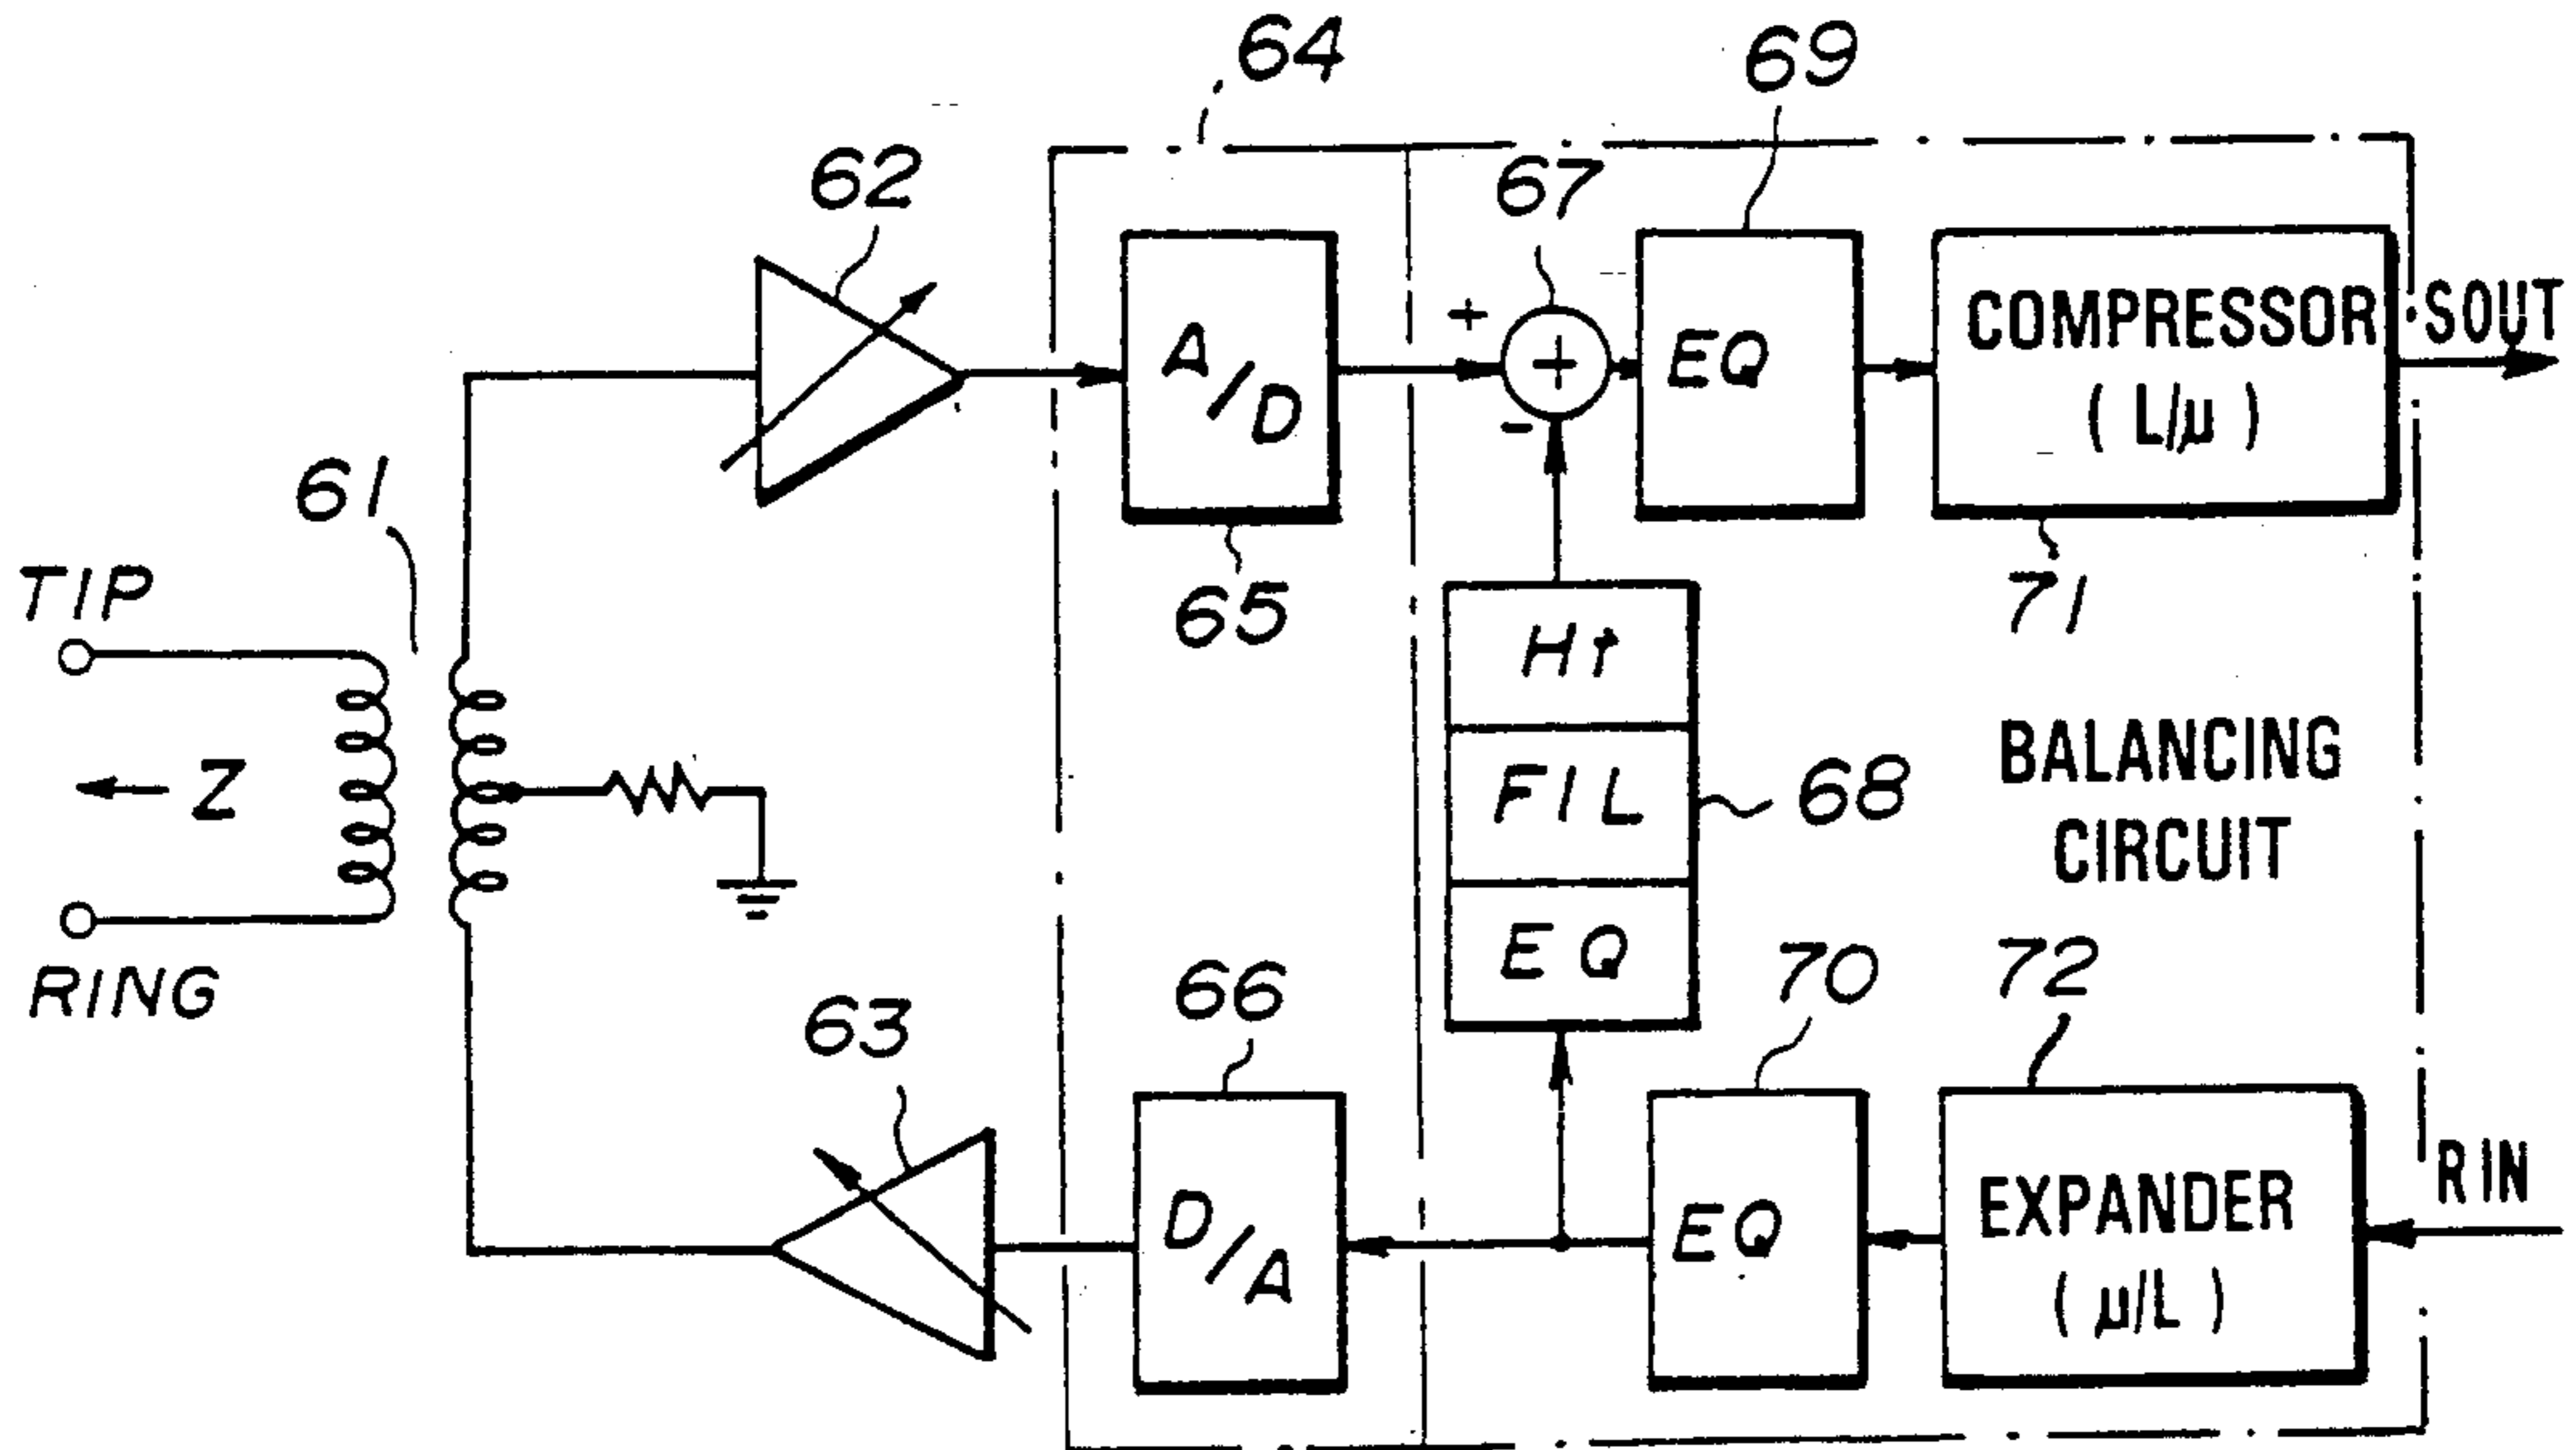 64
69
62
67
+
A/D
+
EQ
COMPRESSOR
( L/μ )
SOUT
-
61
65
71
TIP
Ht
Z
FIL
68
BALANCING
CIRCUIT
EQ
RING
63
66
70
72
D/A
EQ
EXPANDER
( μ/L )
RIN